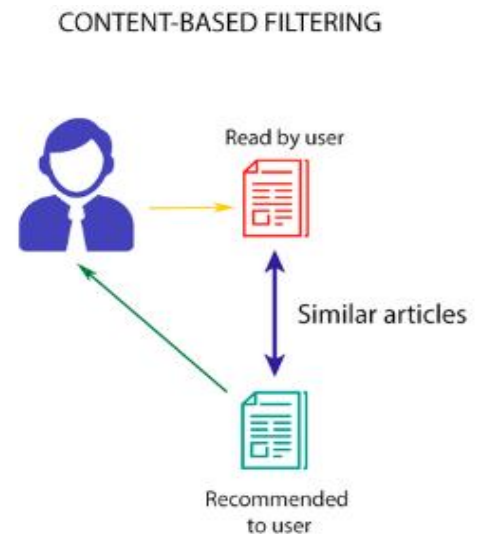 CONTENT-BASED FILTERING
Read by user
Similar articles
Recommended
to user